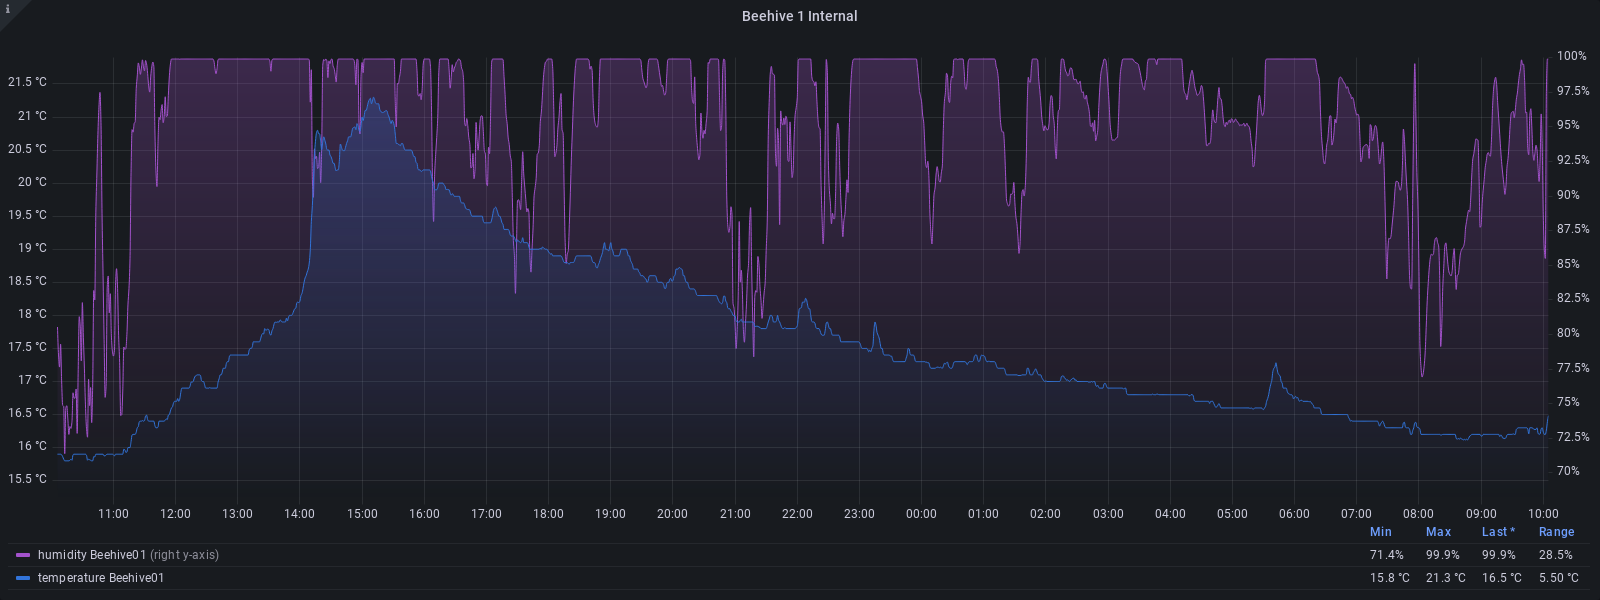 i
Beehive 1 Internal
21.5 °C
21 °C
20.5 °C
20 °C
19.5 °C
19 °C
18.5 °C
18 °C
17.5 °C
17 °C
16.5 °C
16 °C
15.5 °C
100%
97.5%
95%
92.5%
90%
87.5%
85%
82.5%
80%
77.5%
75%
72.5%
70%
11:00 12:00 13:00 14:00 15:00 16:00 17:00 18:00 19:00 20:00 21:00 22:00 23:00 00:00 01:00 02:00 03:00 04:00 05:00 06:00 07:00 08:00 09:00 10:00
Min Max Last * Range
humidity Beehive01 (right y-axis) 71.4% 99.9% 99.9% 28.5%
temperature Beehive01 15.8 °C 21.3 °C 16.5 °C 5.50 °C